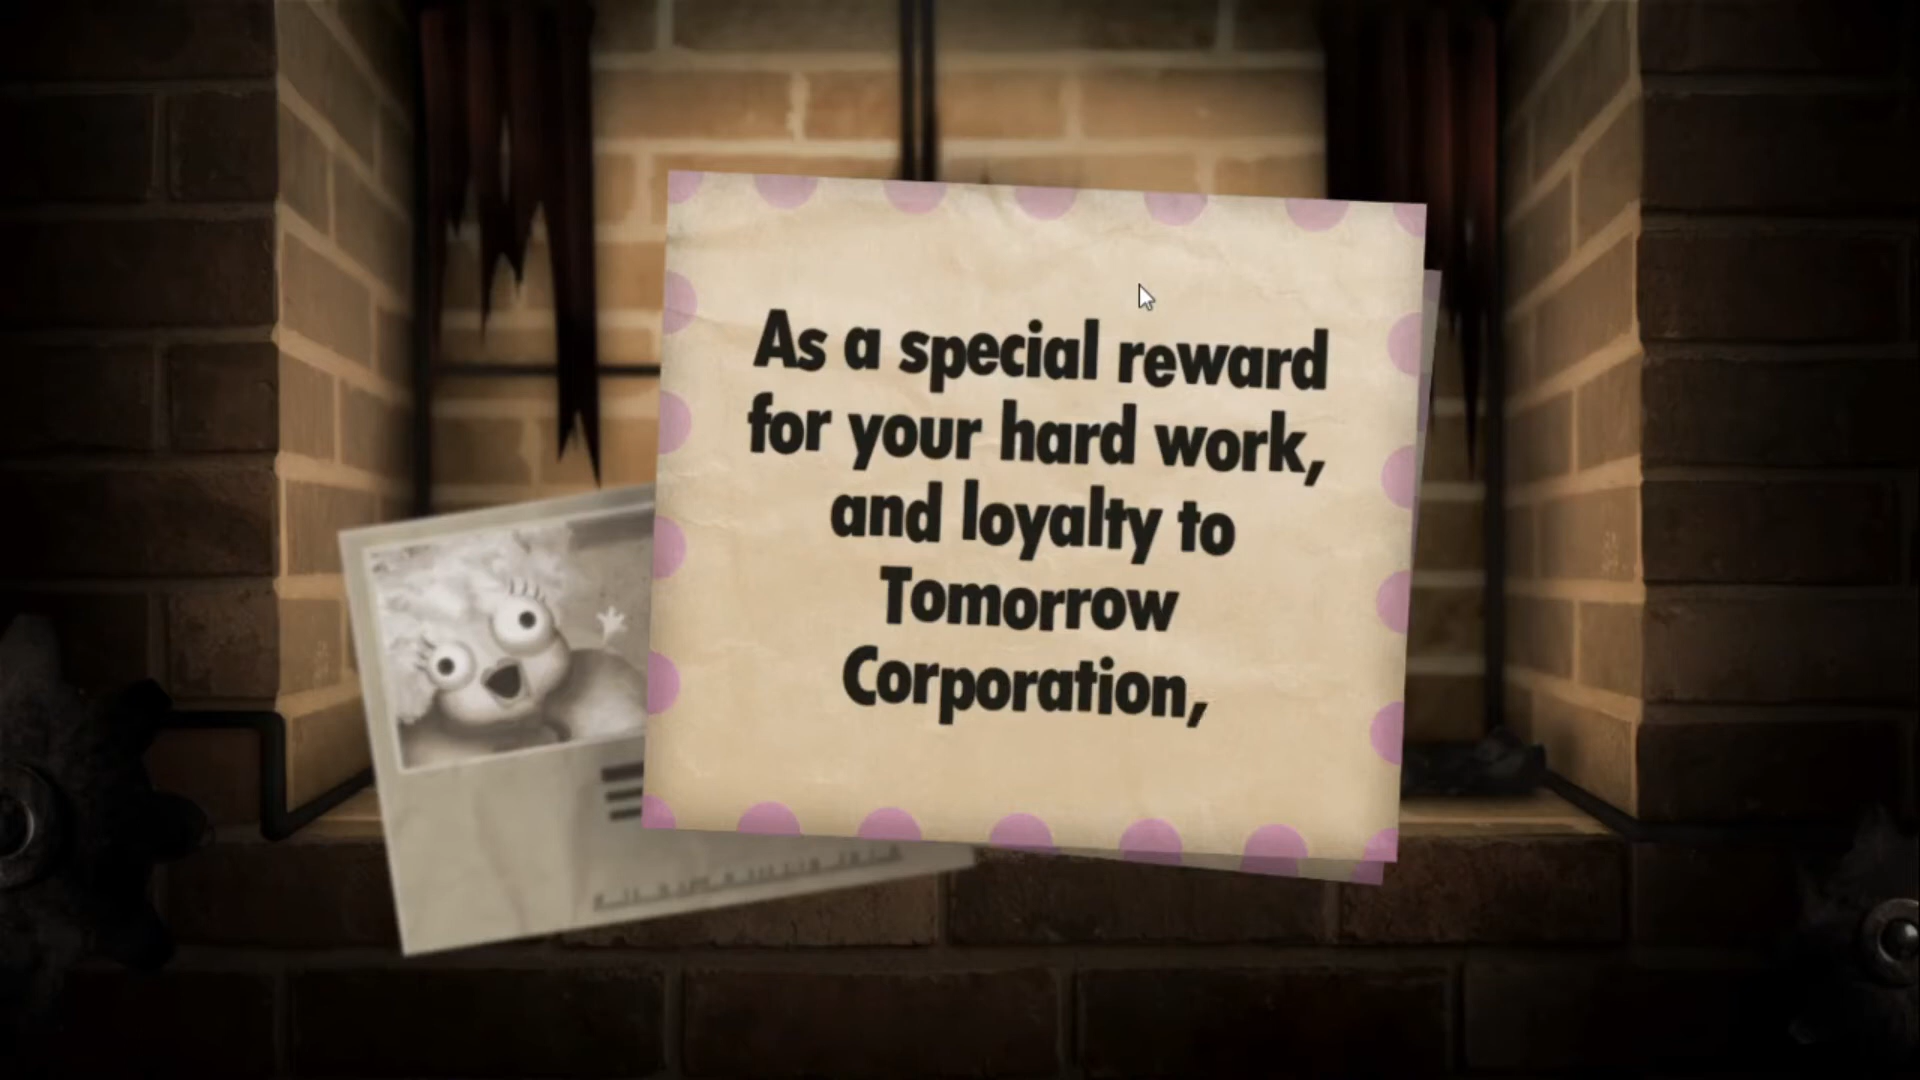 As a special reward
for your hard work,
and loyalty to
Tomorrow
Corporation,